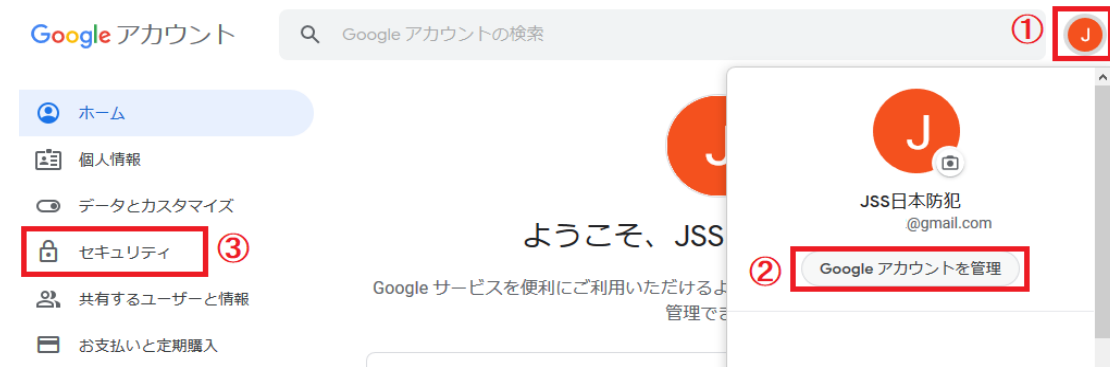 Google アカウント
Google アカウントの検索
①
J
ホーム
個人情報
データとカスタマイズ
セキュリティ
③
共有するユーザーと情報
お支払いと定期購入
ようこそ、JSS
Google サービスを便利にご利用いただけるよ
管理でき
J
JSS日本防犯
@gmail.com
②
Google アカウントを管理